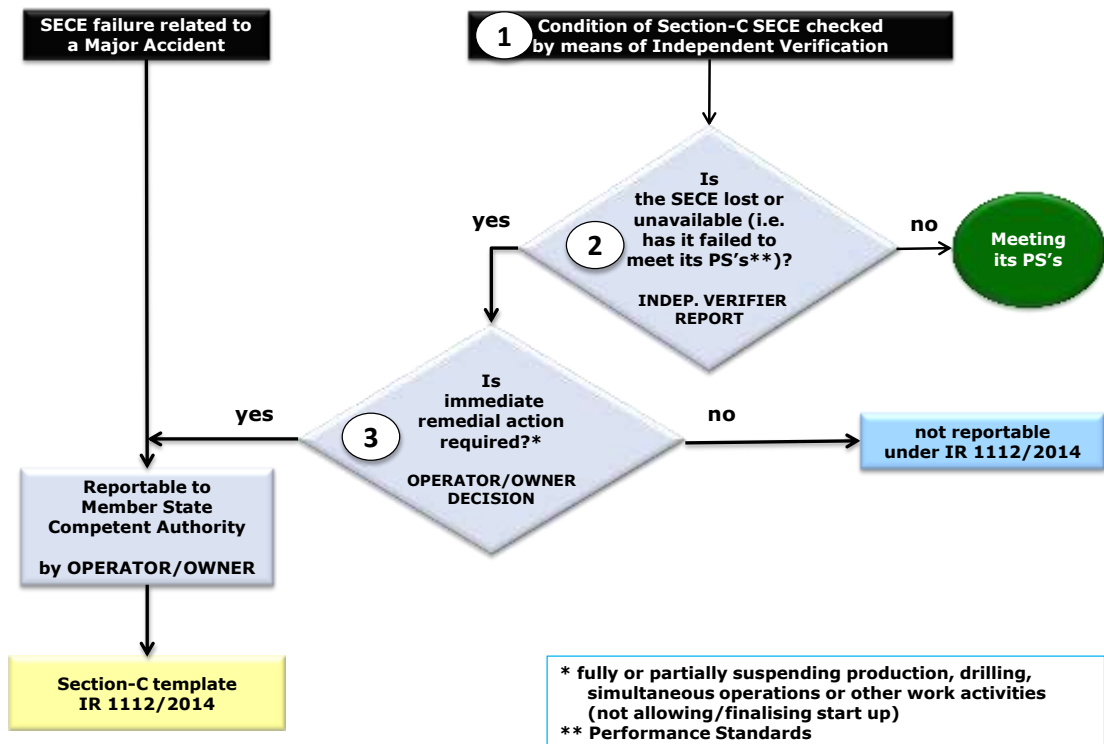 SECE failure related to
a Major Accident
1
Condition of Section-C SECE checked
by means of Independent Verification
Is
the SECE lost or
unavailable (i.e.
has it failed to
meet its PS's**)?
INDEP. VERIFIER
REPORT
2
yes
no
Meeting
its PS's
Is
immediate
remedial action
required?*
OPERATOR/OWNER
DECISION
3
yes
no
not reportable
under IR 1112/2014
Reportable to
Member State
Competent Authority
by OPERATOR/OWNER
Section-C template
IR 1112/2014
* fully or partially suspending production, drilling,
simultaneous operations or other work activities
(not allowing/finalising start up)
** Performance Standards